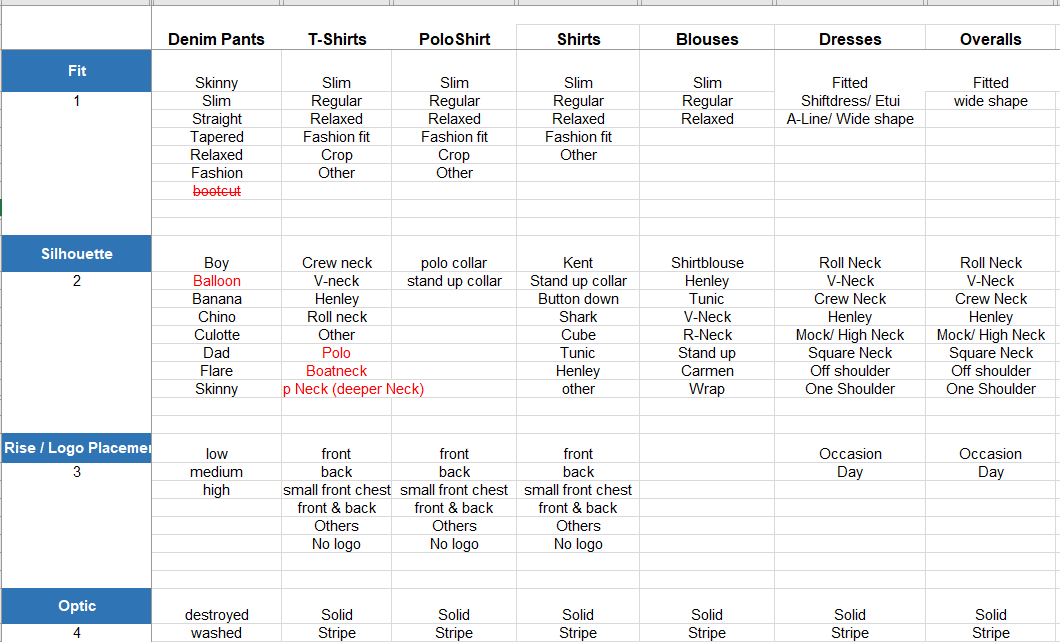 Denim Pants T-Shirts PoloShirt Shirts Blouses Dresses Overalls
Fit
Skinny Slim Slim Slim Slim Fitted Fitted
1 Slim Regular Regular Regular Regular Shiftdress/ Etui wide shape
Straight Relaxed Relaxed Relaxed Relaxed A-Line/ Wide shape
Tapered Fashion fit Fashion fit Fashion fit
Relaxed Crop Crop Other
Fashion Other Other
bootcut
Silhouette
Boy Crew neck polo collar Kent Shirtblouse Roll Neck Roll Neck
2 Balloon V-neck stand up collar Stand up collar Henley V-Neck V-Neck
Banana Henley Button down Tunic Crew Neck Crew Neck
Chino Roll neck Shark V-Neck Henley Henley
Culotte Other Cube R-Neck Mock/ High Neck Mock/ High Neck
Dad Polo Tunic Stand up Square Neck Square Neck
Flare Boatneck Henley Carmen Off shoulder Off shoulder
Skinny p Neck (deeper Neck) other Wrap One Shoulder One Shoulder
Rise / Logo Placemen
low front front front Occasion Occasion
3 medium back back back Day Day
high small front chest small front chest small front chest
front & back front & back front & back
Others Others Others
No logo No logo No logo
Optic
destroyed Solid Solid Solid Solid Solid Solid
4 washed Stripe Stripe Stripe Stripe Stripe Stripe